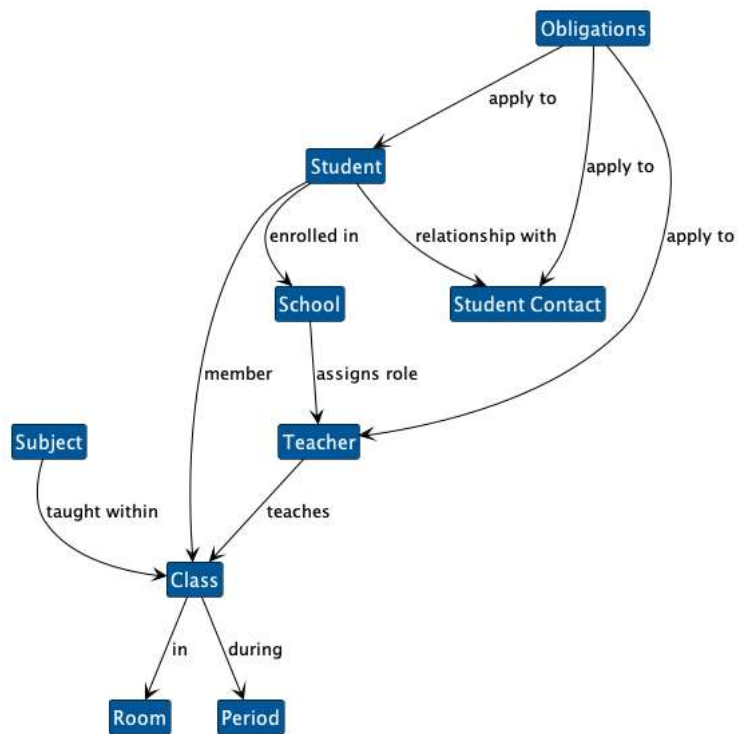 Obligations
apply to
Student
apply to
enrolled in
relationship with
apply to
School
Student Contact
member
assigns role
Subject
Teacher
taught within
teaches
Class
in
during
Room
Period